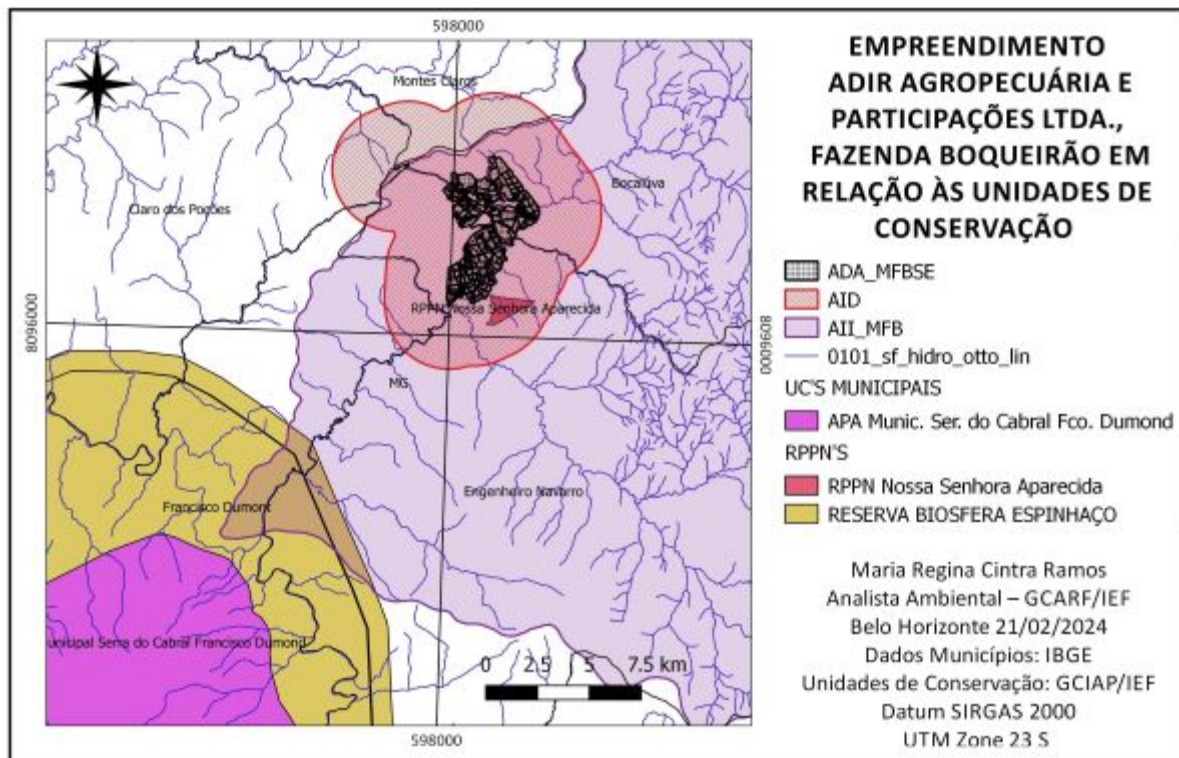 598000
Montes Claros
Bocaiúva
Claro dos Poções
8096000
RPPN Nossa Senhora Aparecida
8096000
MG
Engenheiro Navarro
Francisco Dumont
unicipal Serra do Cabral Francisco Dumond
0 2.5 5 7.5 km
598000
EMPREENDIMENTO
ADIR AGROPECUÁRIA E
PARTICIPAÇÕES LTDA.,
FAZENDA BOQUEIRÃO EM
RELAÇÃO ÀS UNIDADES DE
CONSERVAÇÃO
ADA_MFBSE
AID
AII_MFB
0101_sf_hidro_otto_lin
UC'S MUNICIPAIS
APA Munic. Ser. do Cabral Fco. Dumond
RPPN'S
RPPN Nossa Senhora Aparecida
RESERVA BIOSFERA ESPINHAÇO
Maria Regina Cintra Ramos
Analista Ambiental – GCARF/IEF
Belo Horizonte 21/02/2024
Dados Municípios: IBGE
Unidades de Conservação: GCIAP/IEF
Datum SIRGAS 2000
UTM Zone 23 S